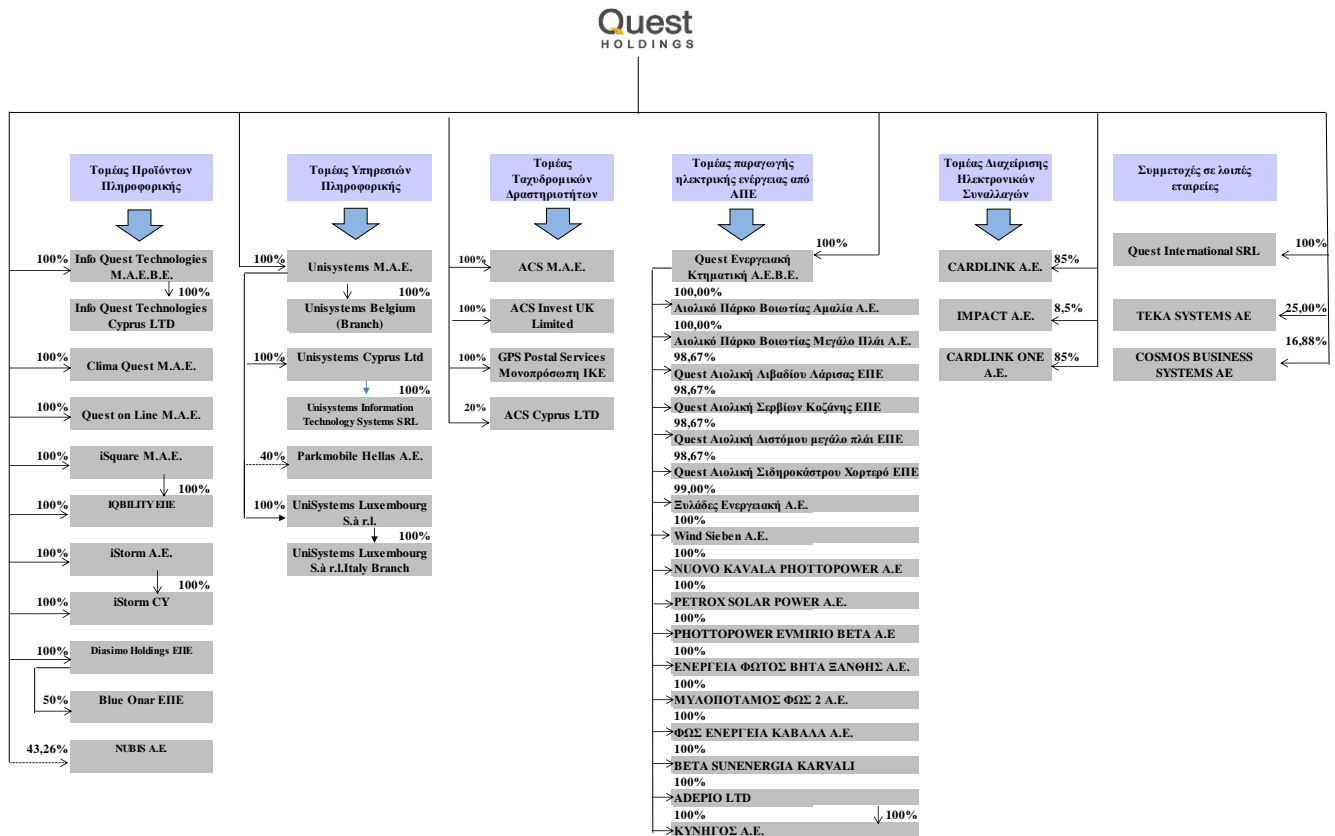 Quest
HOLDINGS
Τομέας Προϊόντων
Πληροφορικής
100%
Info Quest Technologies
Μ.Α.Ε.Β.Ε.
100%
Info Quest Technologies
Cyprus LTD
100%
Clima Quest Μ.Α.Ε.
100%
Quest on Line Μ.Α.Ε.
100%
iSquare Μ.Α.Ε.
100%
100%
IQBILITY ΕΠΕ
100%
iStorm Α.Ε.
100%
100%
iStorm CY
100%
Diasimo Holdings ΕΠΕ
50%
Blue Onar ΕΠΕ
43,26%
NUBIS Α.Ε.
Τομέας Υπηρεσιών
Πληροφορικής
100%
Unisystems Μ.Α.Ε.
100%
Unisystems Belgium
(Branch)
100%
Unisystems Cyprus Ltd
100%
Unisystems Information
Technology Systems SRL
40%
Parkmobile Hellas Α.Ε.
100%
UniSystems Luxembourg
S.à r.l.
100%
UniSystems Luxembourg
S.à r.l.Italy Branch
Τομέας
Ταχυδρομικών
Δραστηριοτήτων
100%
ACS Μ.Α.Ε.
100%
ACS Invest UK
Limited
100%
GPS Postal Services
Μονοπρόσωπη ΙΚΕ
20%
ACS Cyprus LTD
Τομέας παραγωγής
ηλεκτρικής ενέργειας από
ΑΠΕ
100%
Quest Ενεργειακή
Κτηματική Α.Ε.Β.Ε.
100,00%
Αιολικό Πάρκο Βοιωτίας Αμαλία Α.Ε.
100,00%
Αιολικό Πάρκο Βοιωτίας Μεγάλο Πλάι Α.Ε.
98,67%
Quest Αιολική Λιβαδίου Λάρισας ΕΠΕ
98,67%
Quest Αιολική Σερβίων Κοζάνης ΕΠΕ
98,67%
Quest Αιολική Διστόμου μεγάλο πλάι ΕΠΕ
98,67%
Quest Αιολική Σιδηροκάστρου Χορτερό ΕΠΕ
99,00%
Ξυλάδες Ενεργειακή Α.Ε.
100%
Wind Sieben Α.Ε.
100%
NUOVO KAVALA PHOTTOPOWER Α.Ε
100%
PETROX SOLAR POWER Α.Ε.
100%
PHOTTOPOWER EVMIRIO BETA Α.Ε
100%
ΕΝΕΡΓΕΙΑ ΦΩΤΟΣ ΒΗΤΑ ΞΑΝΘΗΣ Α.Ε.
100%
ΜΥΛΟΠΟΤΑΜΟΣ ΦΩΣ 2 Α.Ε.
100%
ΦΩΣ ΕΝΕΡΓΕΙΑ ΚΑΒΑΛΑ Α.Ε.
100%
BETA SUNENERGIA KARVALI
100%
ADEPIO LTD
100%
100%
ΚΥΝΗΓΟΣ Α.Ε.
Τομέας Διαχείρισης
Ηλεκτρονικών
Συναλλαγών
CARDLINK Α.Ε.
85%
IMPACT Α.Ε.
8,5%
CARDLINK ONE
Α.Ε.
85%
Συμμετοχές σε λοιπές
εταιρείες
Quest International SRL
100%
TEKA SYSTEMS ΑΕ
25,00%
16,88%
COSMOS BUSINESS
SYSTEMS ΑΕ